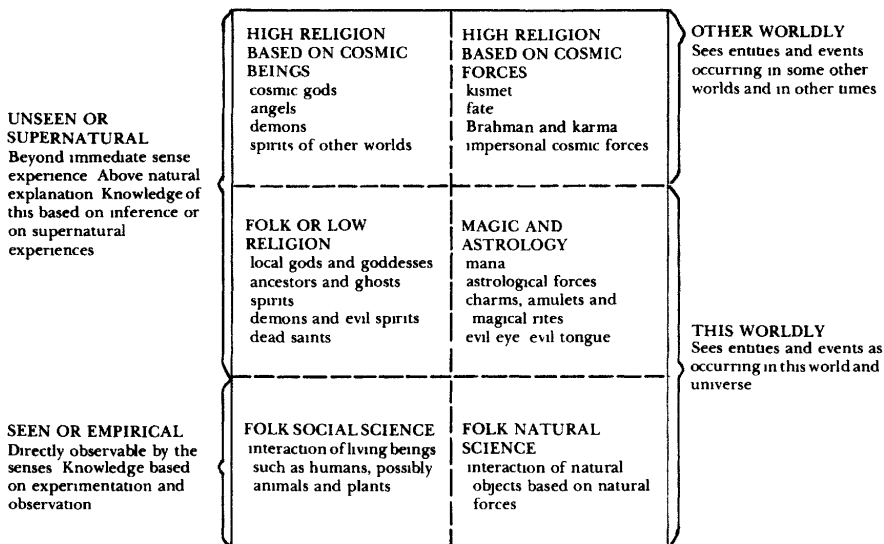 UNSEEN OR
SUPERNATURAL
Beyond immediate sense
experience Above natural
explanation Knowledge of
this based on inference or
on supernatural
experiences
SEEN OR EMPIRICAL
Directly observable by the
senses Knowledge based
on experimentation and
observation
HIGH RELIGION
BASED ON COSMIC
BEINGS
cosmic gods
angels
demons
spirits of other worlds
HIGH RELIGION
BASED ON COSMIC
FORCES
kismet
fate
Brahman and karma
impersonal cosmic forces
FOLK OR LOW
RELIGION
local gods and goddesses
ancestors and ghosts
spirits
demons and evil spirits
dead saints
MAGIC AND
ASTROLOGY
mana
astrological forces
charms, amulets and
magical rites
evil eye evil tongue
FOLK SOCIAL SCIENCE
interaction of living beings
such as humans, possibly
animals and plants
FOLK NATURAL
SCIENCE
interaction of natural
objects based on natural
forces
OTHER WORLDLY
Sees entities and events
occurring in some other
worlds and in other times
THIS WORLDLY
Sees entities and events as
occurring in this world and
universe